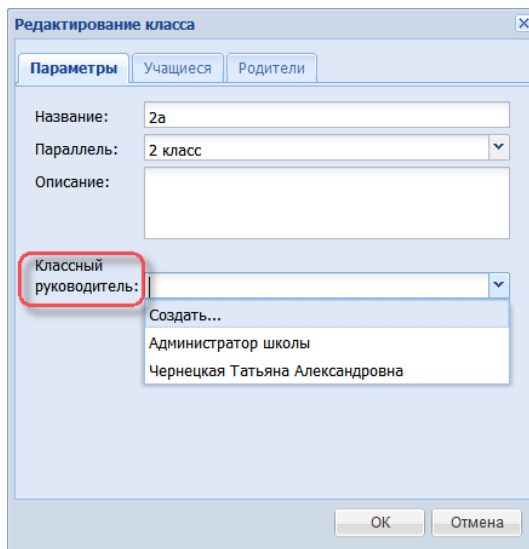 Редактирование класса
Параметры Учащиеся Родители
Название: 2а
Параллель: 2 класс
Описание:
Классный
руководитель:
Создать...
Администратор школы
Чернецкая Татьяна Александровна
ОК Отмена